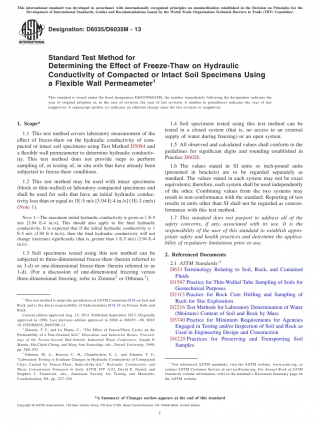 This international standard was developed in accordance with internationally recognized principles on standardization established in the Decision on Principles for the
Development of International Standards, Guides and Recommendations issued by the World Trade Organization Technical Barriers to Trade (TBT) Committee.
Designation: D6035/D6035M − 13
Standard Test Method for
Determining the Effect of Freeze-Thaw on Hydraulic
Conductivity of Compacted or Intact Soil Specimens Using
a Flexible Wall Permeameter1
This standard is issued under the fixed designation D6035/D6035M; the number immediately following the designation indicates the
year of original adoption or, in the case of revision, the year of last revision. A number in parentheses indicates the year of last
reapproval. A superscript epsilon (ε) indicates an editorial change since the last revision or reapproval.
1. Scope*
1.1 This test method covers laboratory measurement of the
effect of freeze-thaw on the hydraulic conductivity of com-
pacted or intact soil specimens using Test Method D5084 and
a flexible wall permeameter to determine hydraulic conductiv-
ity. This test method does not provide steps to perform
sampling of, or testing of, in situ soils that have already been
subjected to freeze-thaw conditions.
1.2 This test method may be used with intact specimens
(block or thin-walled) or laboratory compacted specimens and
shall be used for soils that have an initial hydraulic conduc-
tivity less than or equal to 1E-5 m/s [3.94 E-4 in./s] (1E-3 cm/s)
(Note 1).
NOTE 1—The maximum initial hydraulic conductivity is given as 1 E-5
m/s [3.94 E-4 in./s]. This should also apply to the final hydraulic
conductivity. It is expected that if the initial hydraulic conductivity is 1
E-5 m/s [3.94 E-4 in./s], then the final hydraulic conductivity will not
change (increase) significantly (that is, greater than 1 E-5 m/s) [3.94 E-4
in./s].
1.3 Soil specimens tested using this test method can be
subjected to three-dimensional freeze-thaw (herein referred to
as 3-d) or one-dimensional freeze-thaw (herein referred to as
1-d). (For a discussion of one-dimensional freezing versus
three-dimensional freezing, refer to Zimmie2 or Othman.3)
1 This test method is under the jurisdiction of ASTM Committee D18 on Soil and
Rock and is the direct responsibility of Subcommittee D18.19 on Frozen Soils and
Rock.
Current edition approved Aug. 15, 2013. Published September 2013. Originally
approved in 1996. Last previous edition approved in 2008 as D6035 – 08. DOI:
10.1520/D6035_D6035M-13.
2 Zimmie, T. F., and La Plante, C., "The Effect of Freeze/Thaw Cycles on the
Permeability of a Fine-Grained Soil," Hazardous and Industrial Wastes, Proceed-
ings of the Twenty-Second Mid-Atlantic Industrial Waste Conference, Joseph P.
Martin, Shi-Chieh Cheng, and Mary Ann Susavidge, eds., Drexel University, 1990,
pp. 580–593.
3 Othman, M. A., Benson, C. H., Chamberlain, E. J., and Zimmie, T. F.,
"Laboratory Testing to Evaluate Changes in Hydraulic Conductivity of Compacted
Clays Caused by Freeze-Thaw: State-of-the-Art," Hydraulic Conductivity and
Waste Contaminant Transport in Soils, ASTM STP 1142, David E. Daniel and
Stephen J. Trautwein, eds., American Society for Testing and Materials,
Conshohocken, PA, pp. 227–254.
1.4 Soil specimens tested using this test method can be
tested in a closed system (that is, no access to an external
supply of water during freezing) or an open system.
1.5 All observed and calculated values shall conform to the
guidelines for significant digits and rounding established in
Practice D6026.
1.6 The values stated in SI units or inch-pound units
(presented in brackets) are to be regarded separately as
standard. The values stated in each system may not be exact
equivalents; therefore, each system shall be used independently
of the other. Combining values from the two systems may
result in non-conformance with the standard. Reporting of test
results in units other than SI shall not be regarded as noncon-
formance with this test method.
1.7 This standard does not purport to address all of the
safety concerns, if any, associated with its use. It is the
responsibility of the user of this standard to establish appro-
priate safety and health practices and determine the applica-
bility of regulatory limitations prior to use.
2. Referenced Documents
2.1 ASTM Standards:4
D653 Terminology Relating to Soil, Rock, and Contained
Fluids
D1587 Practice for Thin-Walled Tube Sampling of Soils for
Geotechnical Purposes
D2113 Practice for Rock Core Drilling and Sampling of
Rock for Site Exploration
D2216 Test Methods for Laboratory Determination of Water
(Moisture) Content of Soil and Rock by Mass
D3740 Practice for Minimum Requirements for Agencies
Engaged in Testing and/or Inspection of Soil and Rock as
Used in Engineering Design and Construction
D4220 Practices for Preserving and Transporting Soil
Samples
4 For referenced ASTM standards, visit the ASTM website, www.astm.org, or
contact ASTM Customer Service at service@astm.org. For Annual Book of ASTM
Standards volume information, refer to the standard's Document Summary page on
the ASTM website.
*A Summary of Changes section appears at the end of this standard
Copyright © ASTM International, 100 Barr Harbor Drive, PO Box C700, West Conshohocken, PA 19428-2959. United States
1